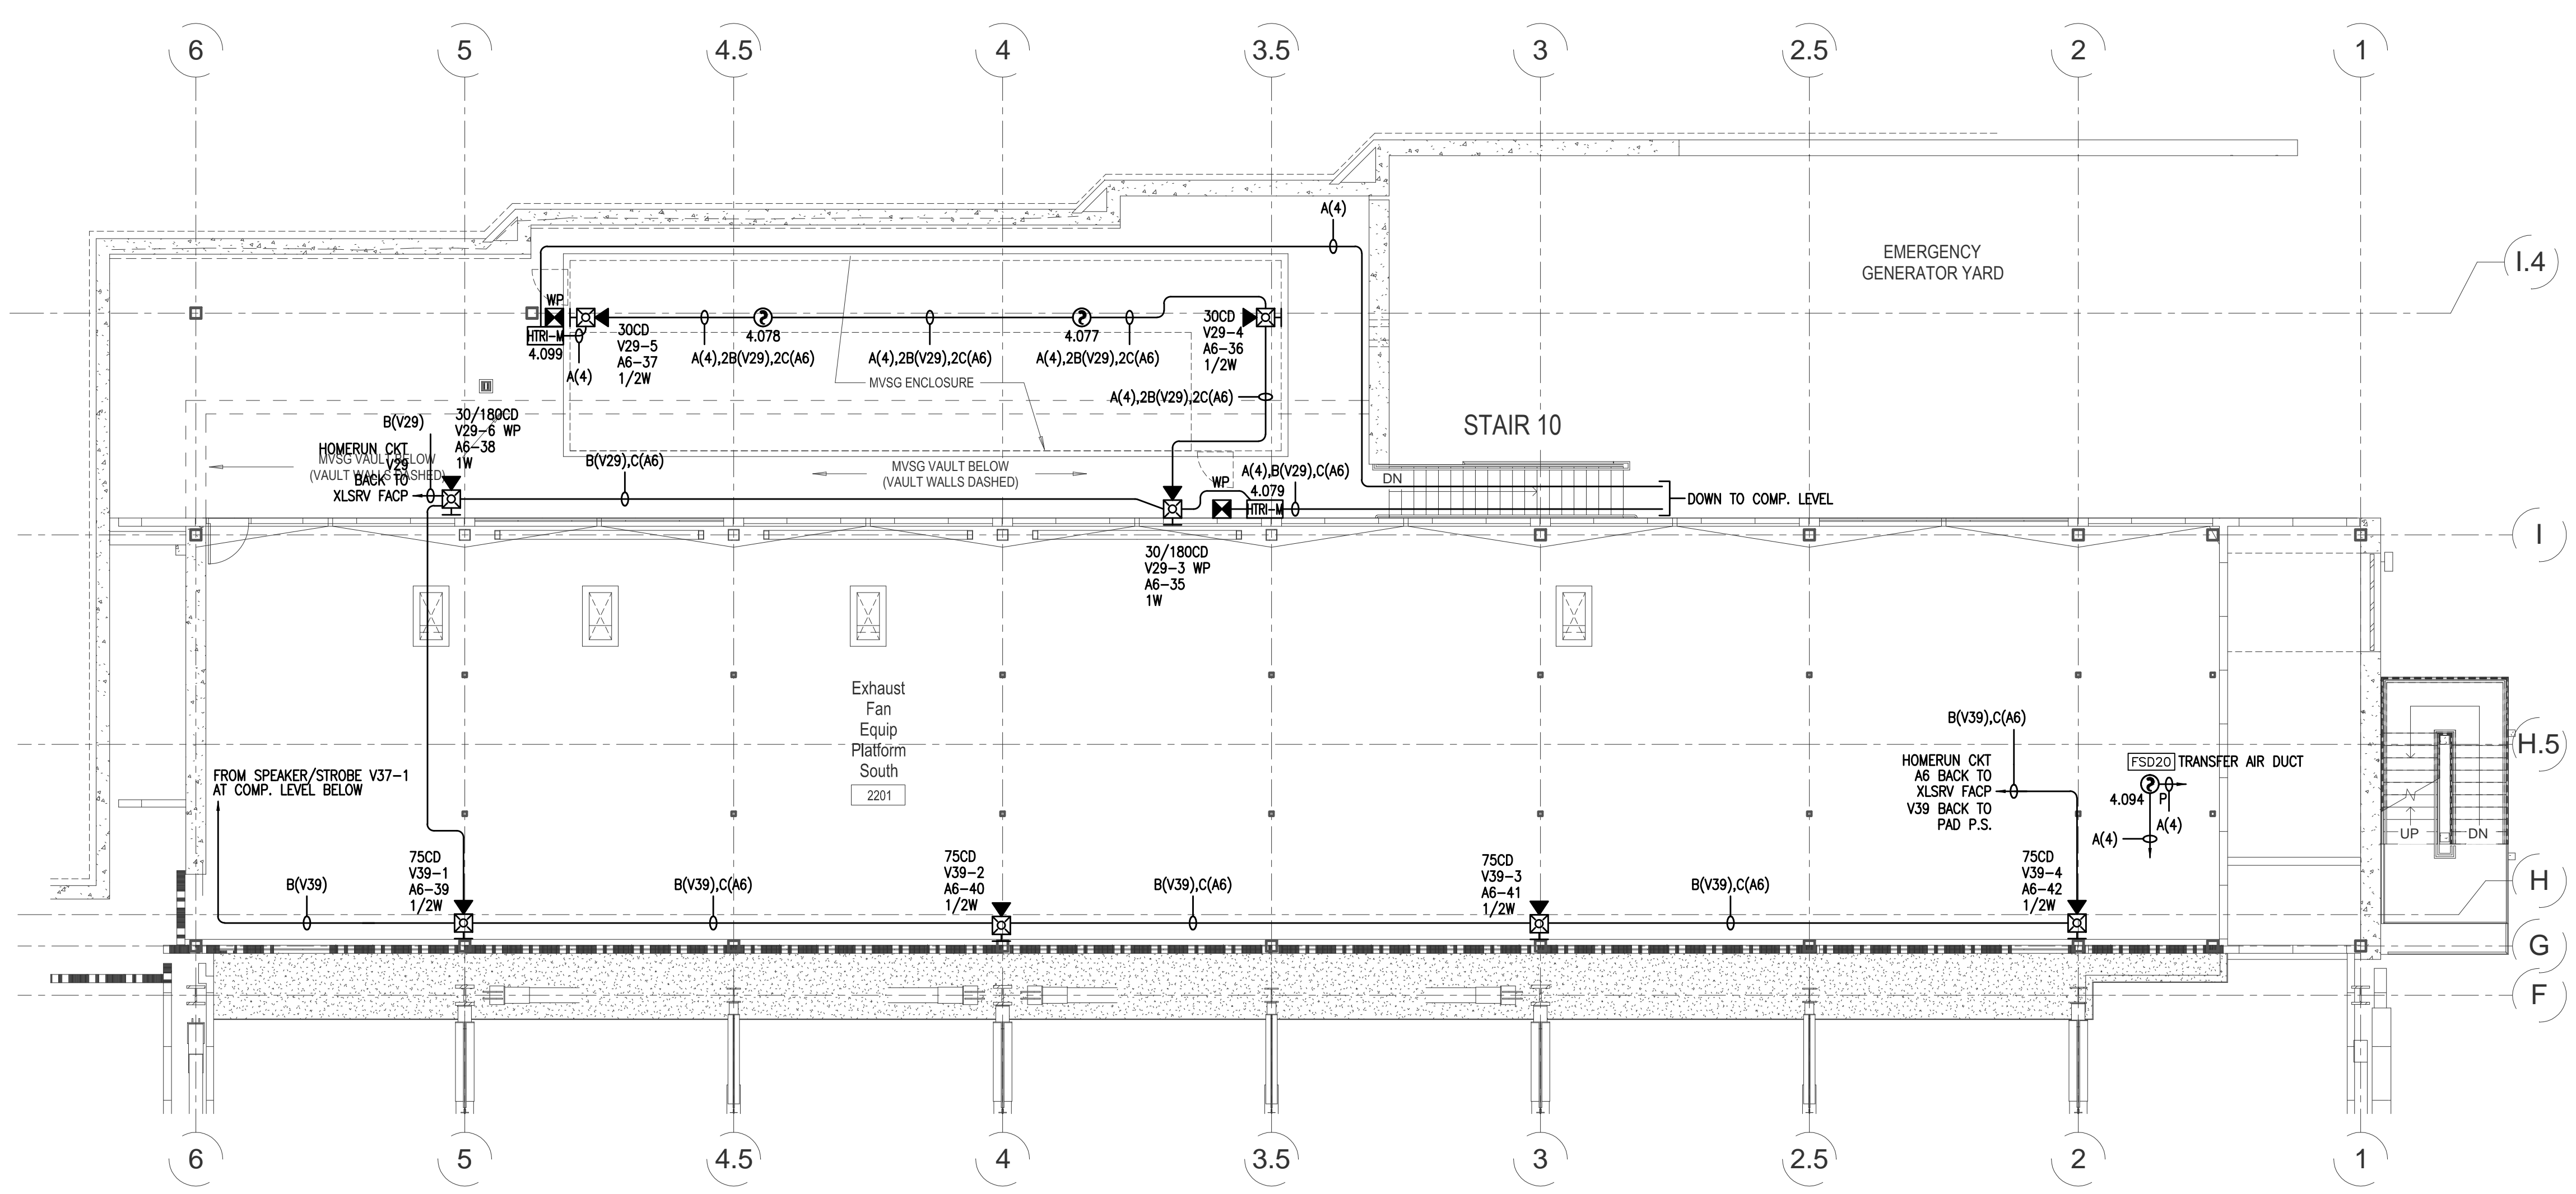 6
5
4.5
4
3.5
3
2.5
2
1
I.4
A(4)
EMERGENCY
GENERATOR YARD
WP
HTRI-M
4.099
A(4)
30CD
V29-5
A6-37
1/2W
A(4),2B(V29),2C(A6)
4.078
A(4),2B(V29),2C(A6)
4.077
A(4),2B(V29),2C(A6)
30CD
V29-4
A6-36
1/2W
MVSG ENCLOSURE
A(4),2B(V29),2C(A6)
STAIR 10
B(V29)
HOMERUN CKT
V29
BACK TO
XLSRV FACP
MVSG VAULT BELOW
(VAULT WALLS DASHED)
30/180CD
V29-6 WP
A6-38
1W
B(V29),C(A6)
MVSG VAULT BELOW
(VAULT WALLS DASHED)
WP
A(4),B(V29),C(A6)
4.079
HTRI-M
DN
DOWN TO COMP. LEVEL
I
30/180CD
V29-3 WP
A6-35
1W
Exhaust
Fan
Equip
Platform
South
2201
B(V39),C(A6)
HOMERUN CKT
A6 BACK TO
XLSRV FACP
V39 BACK TO
PAD P.S.
FSD20 TRANSFER AIR DUCT
4.094
P
A(4)
A(4)
H.5
UP
DN
FROM SPEAKER/STROBE V37-1
AT COMP. LEVEL BELOW
B(V39)
75CD
V39-1
A6-39
1/2W
B(V39),C(A6)
75CD
V39-2
A6-40
1/2W
B(V39),C(A6)
75CD
V39-3
A6-41
1/2W
B(V39),C(A6)
75CD
V39-4
A6-42
1/2W
H
G
F
6
5
4.5
4
3.5
3
2.5
2
1